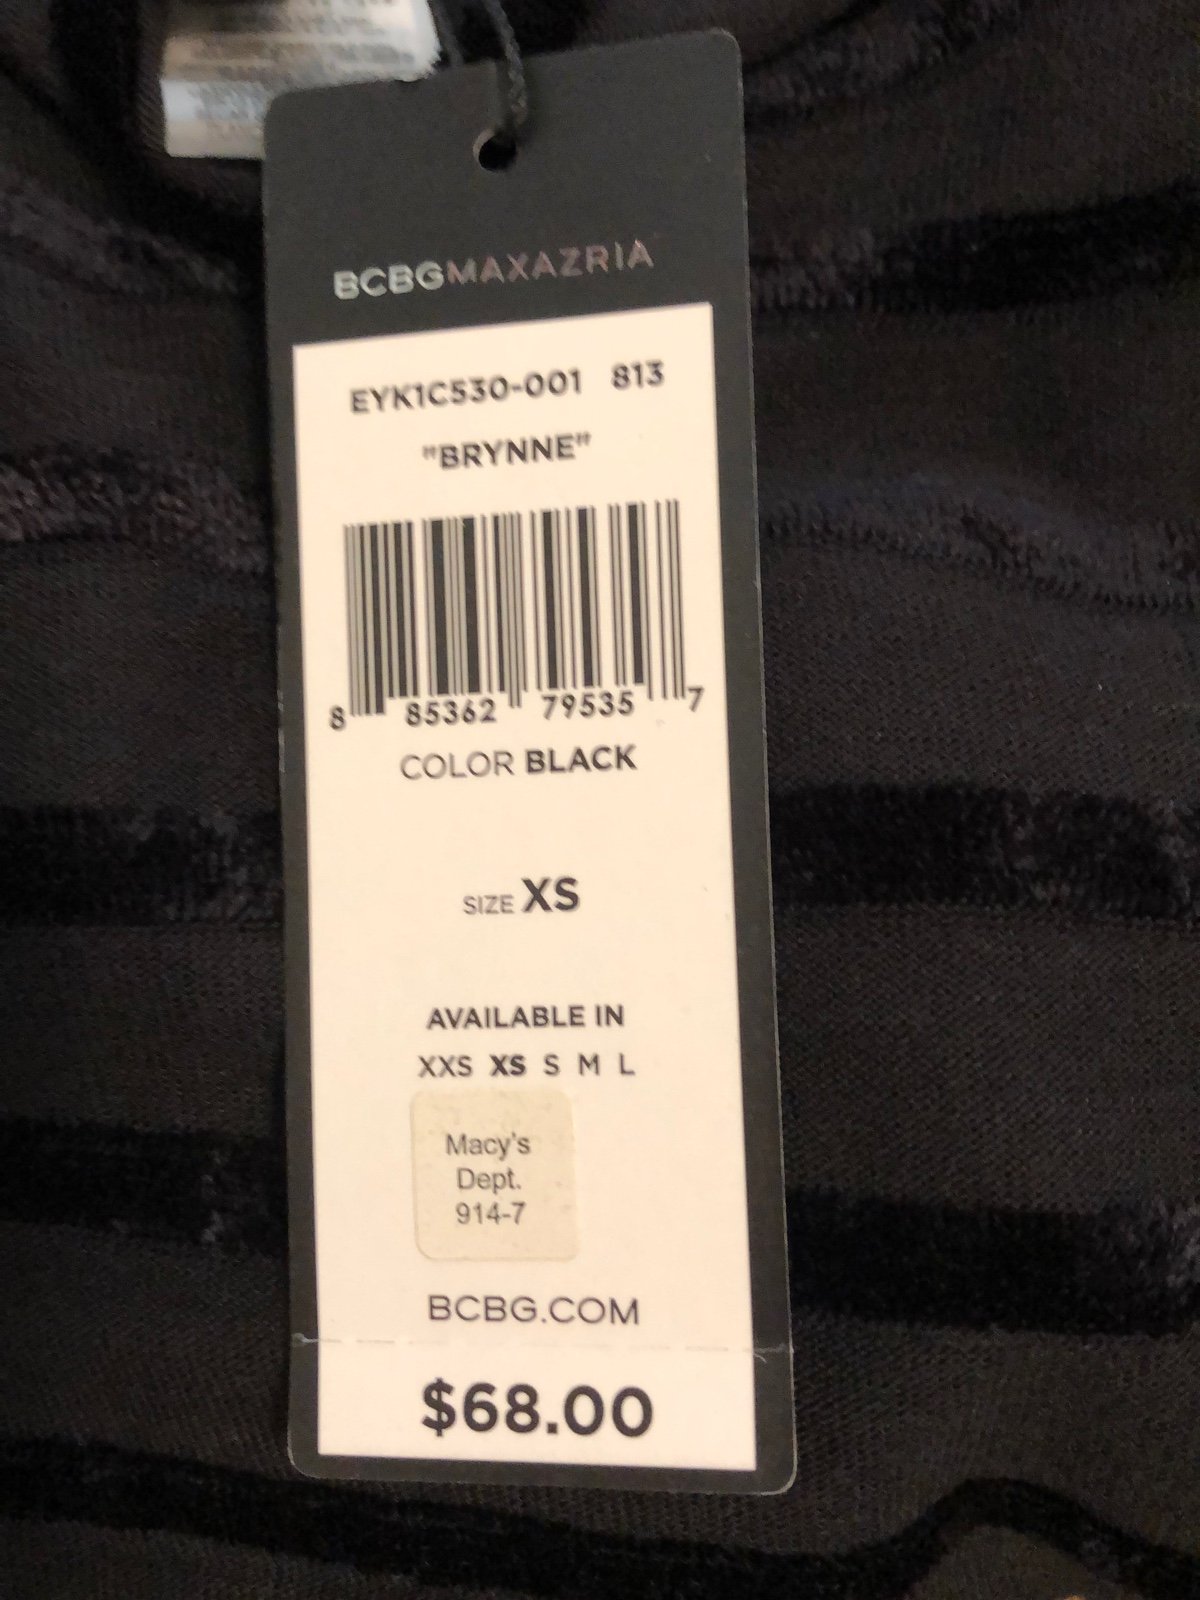 BCBGMAXAZRIA
EYK1C530-001 813
"BRYNNE"
8 85362 79535 7
COLOR BLACK
SIZE XS
AVAILABLE IN
XXS XS S M L
Macy's
Dept.
914-7
BCBG.COM
$68.00